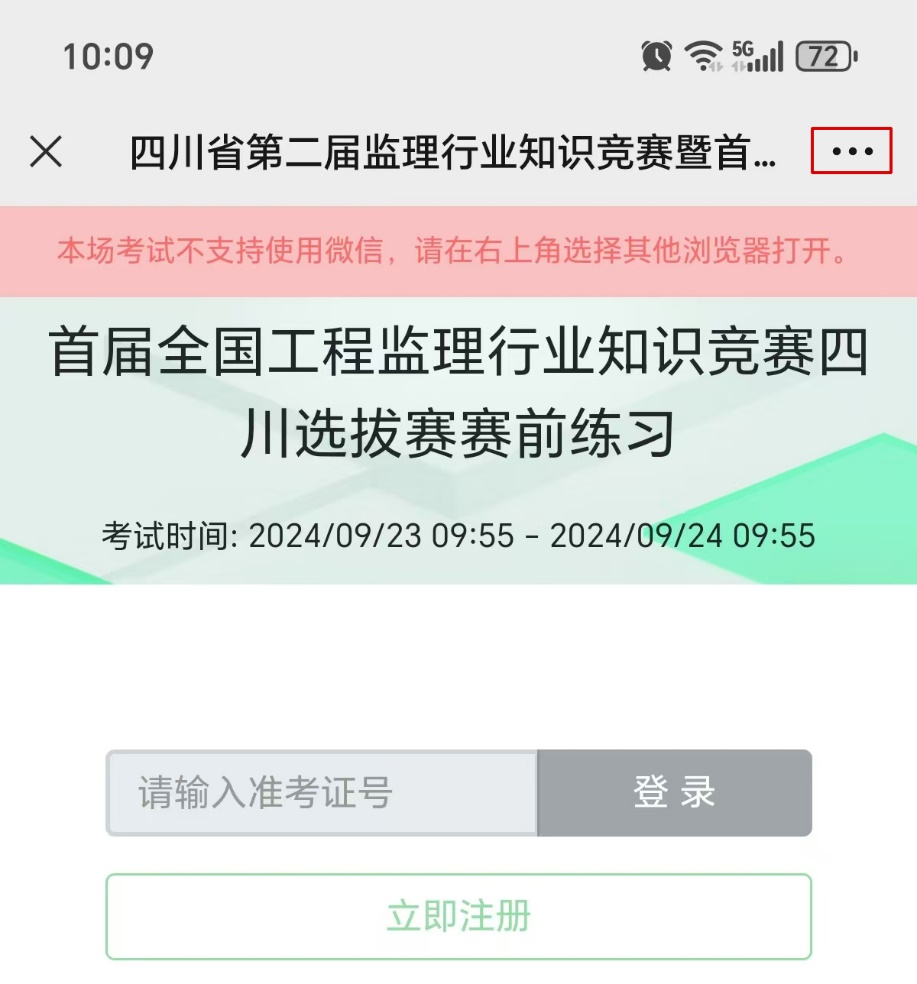 10:09
5G
72
四川省第二届监理行业知识竞赛暨首...
本场考试不支持使用微信，请在右上角选择其他浏览器打开。
首届全国工程监理行业知识竞赛四
川选拔赛赛前练习
考试时间: 2024/09/23 09:55 - 2024/09/24 09:55
请输入准考证号
登 录
立即注册